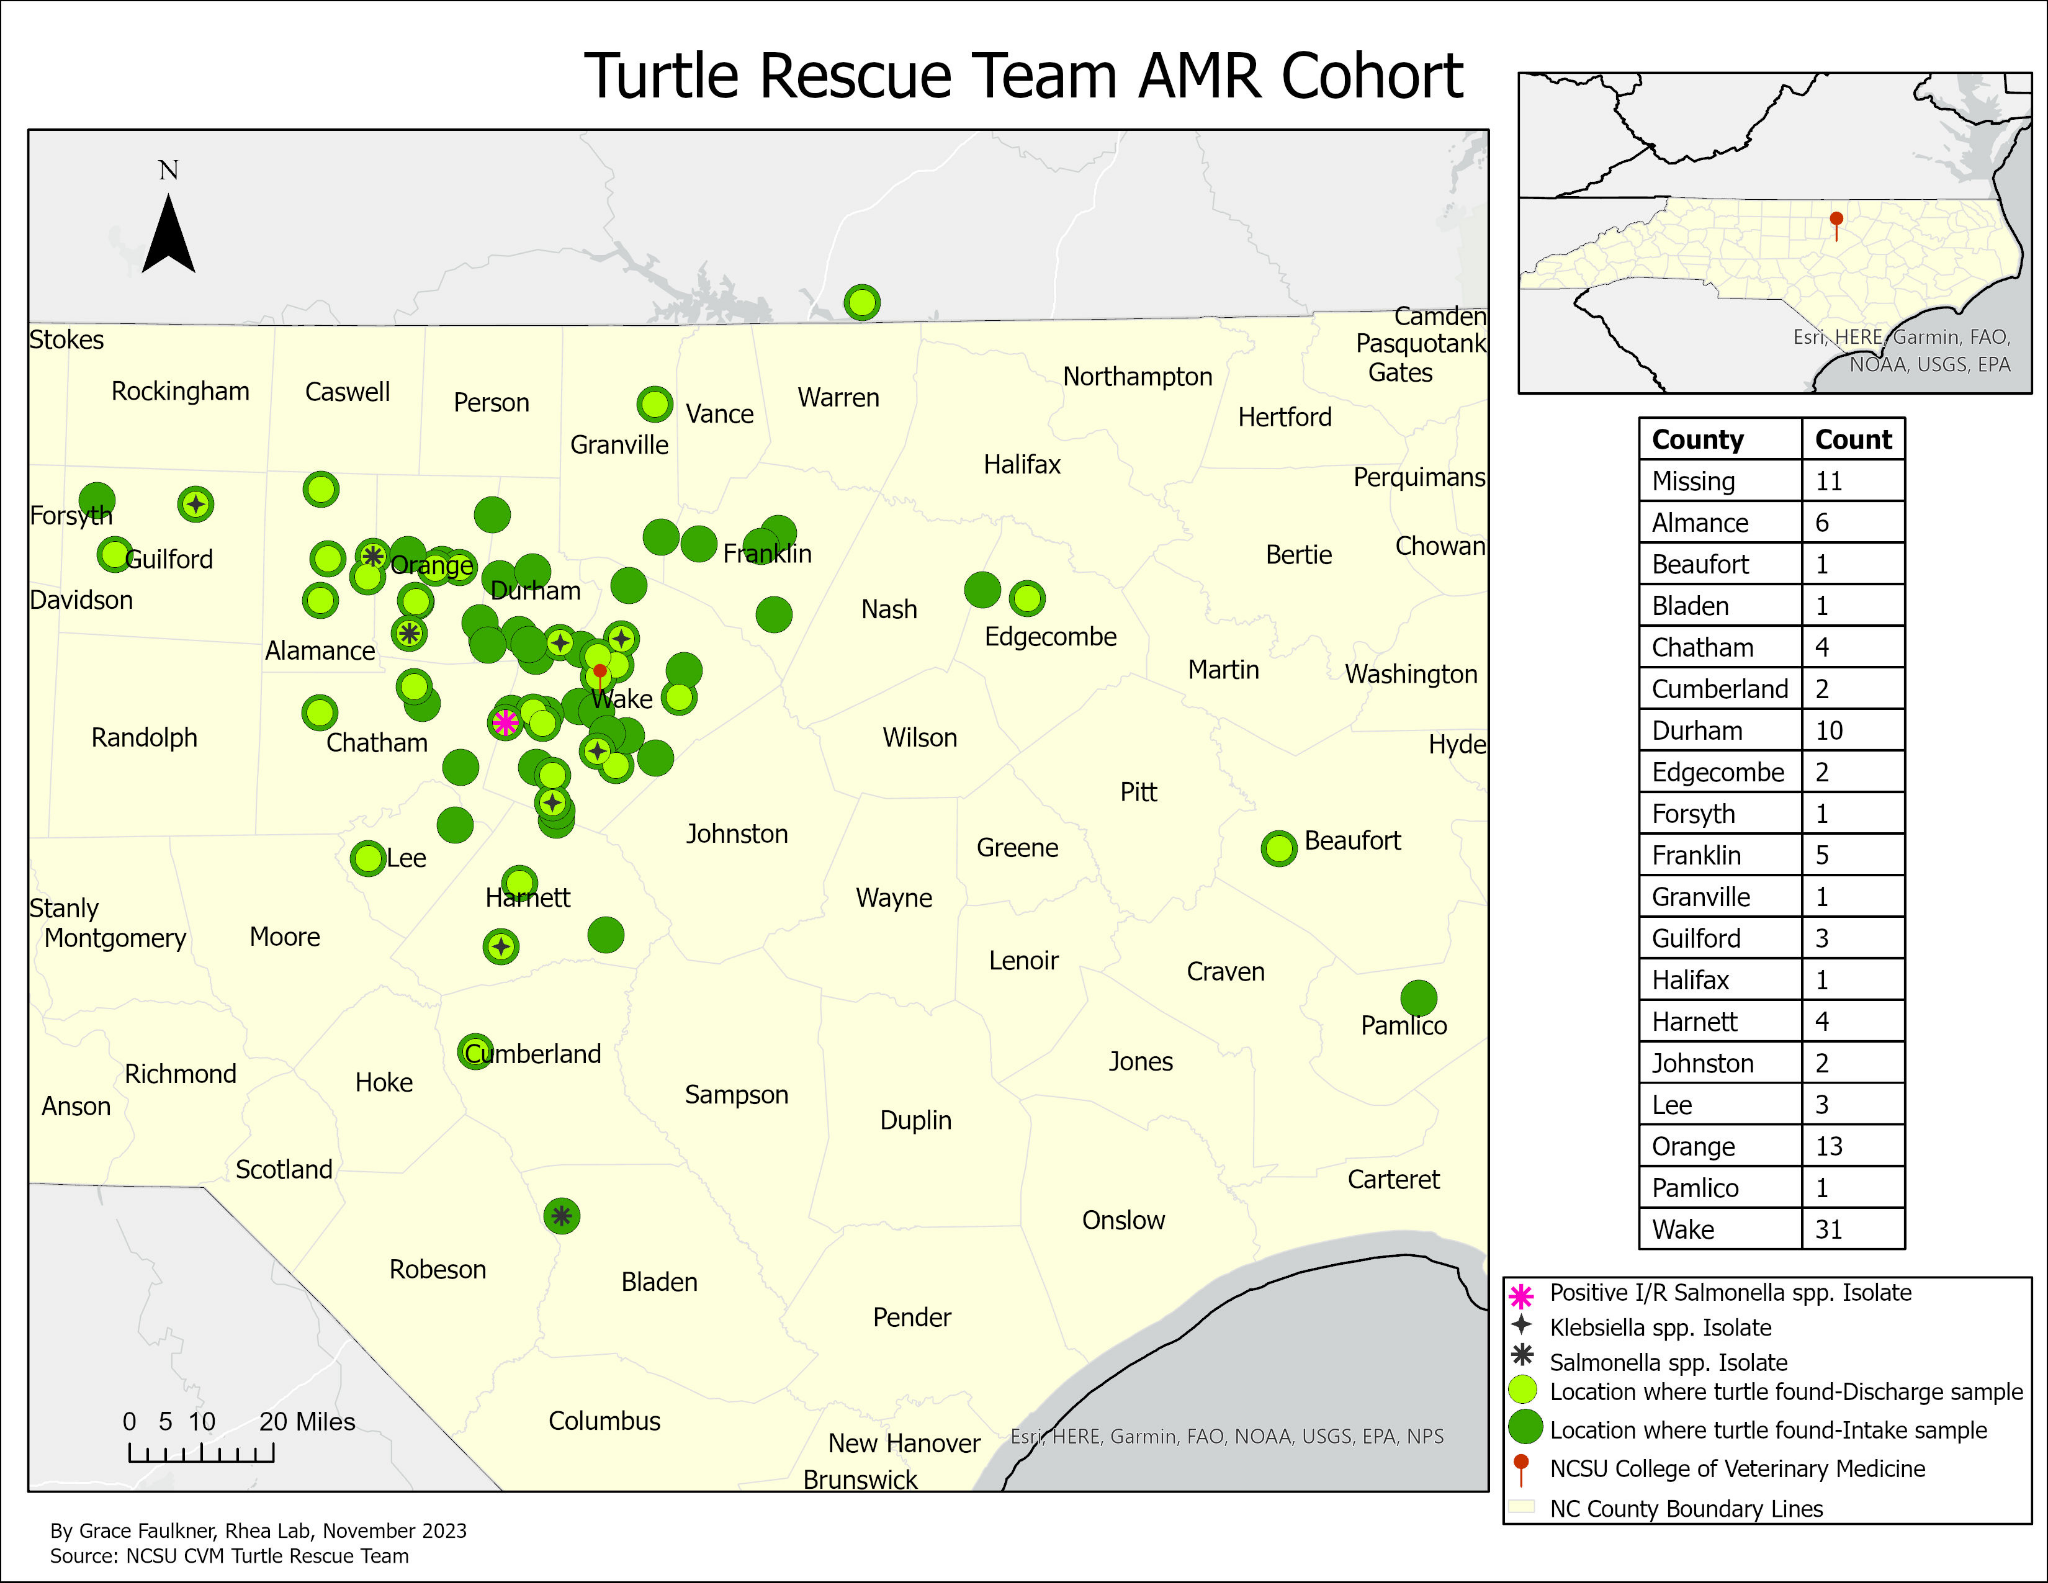 Turtle Rescue Team AMR Cohort
N
Camden
Stokes
Pasquotank
Gates
Rockingham
Caswell
Person
Northampton
Vance
Warren
Hertford
Granville
Halifax
Perquimans
Forsyth
Guilford
Orange
Franklin
Bertie
Chowan
Davidson
Durham
Nash
Edgecombe
Alamance
Martin
Washington
Wake
Randolph
Chatham
Wilson
Hyde
Pitt
Johnston
Greene
Beaufort
Lee
Harnett
Wayne
Stanly
Montgomery
Moore
Lenoir
Craven
Pamlico
Cumberland
Richmond
Hoke
Jones
Anson
Sampson
Duplin
Scotland
Carteret
Onslow
Robeson
Bladen
Pender
Columbus
New Hanover
Brunswick
0 5 10 20 Miles
Esri, HERE, Garmin, FAO, NOAA, USGS, EPA, NPS
Esri, HERE, Garmin, FAO,
NOAA, USGS, EPA
County Count
Missing 11
Almance 6
Beaufort 1
Bladen 1
Chatham 4
Cumberland 2
Durham 10
Edgecombe 2
Forsyth 1
Franklin 5
Granville 1
Guilford 3
Halifax 1
Harnett 4
Johnston 2
Lee 3
Orange 13
Pamlico 1
Wake 31
Positive I/R Salmonella spp. Isolate
Klebsiella spp. Isolate
Salmonella spp. Isolate
Location where turtle found-Discharge sample
Location where turtle found-Intake sample
NCSU College of Veterinary Medicine
NC County Boundary Lines
By Grace Faulkner, Rhea Lab, November 2023
Source: NCSU CVM Turtle Rescue Team